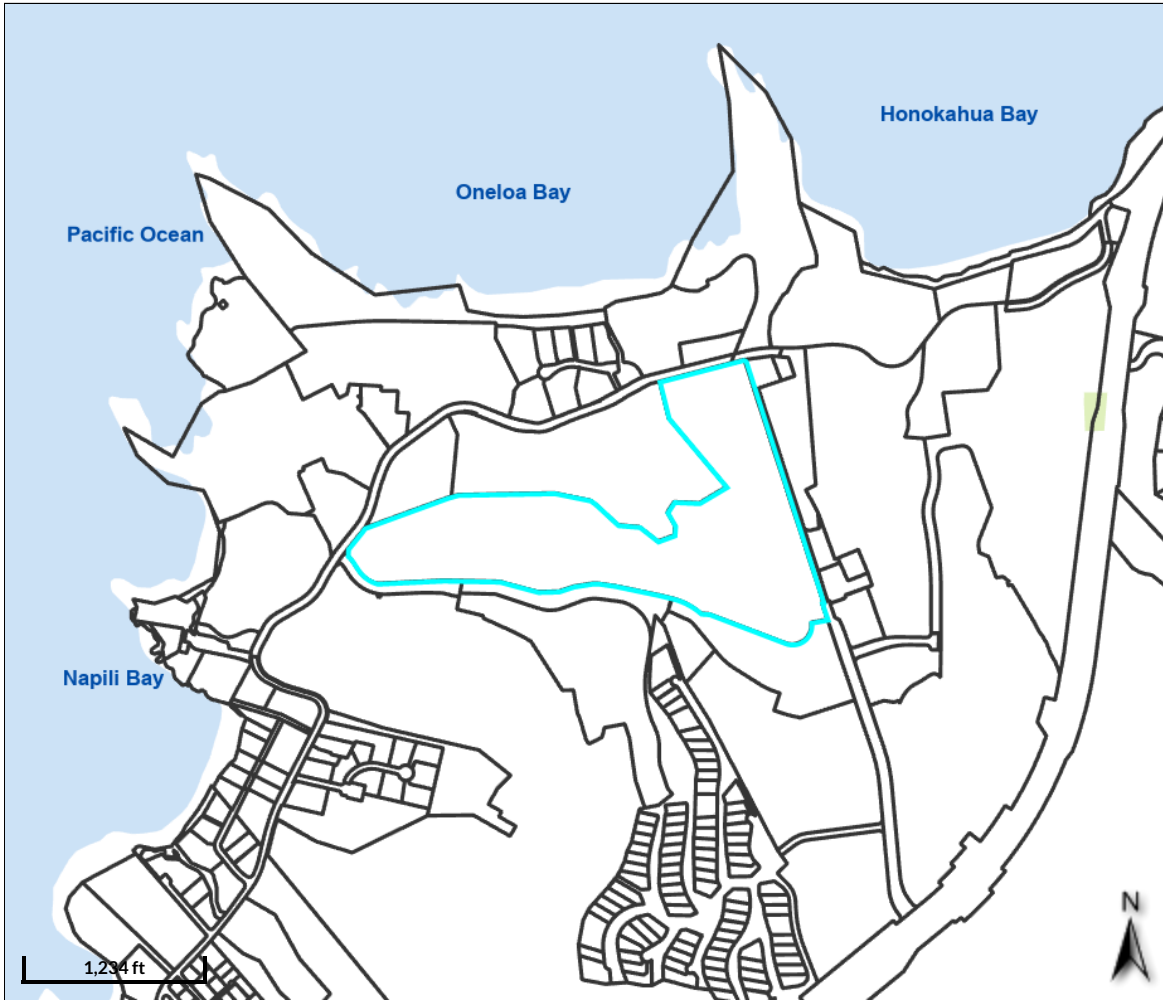 Honokahua Bay
Oneloa Bay
Pacific Ocean
Napili Bay
N
1,234 ft